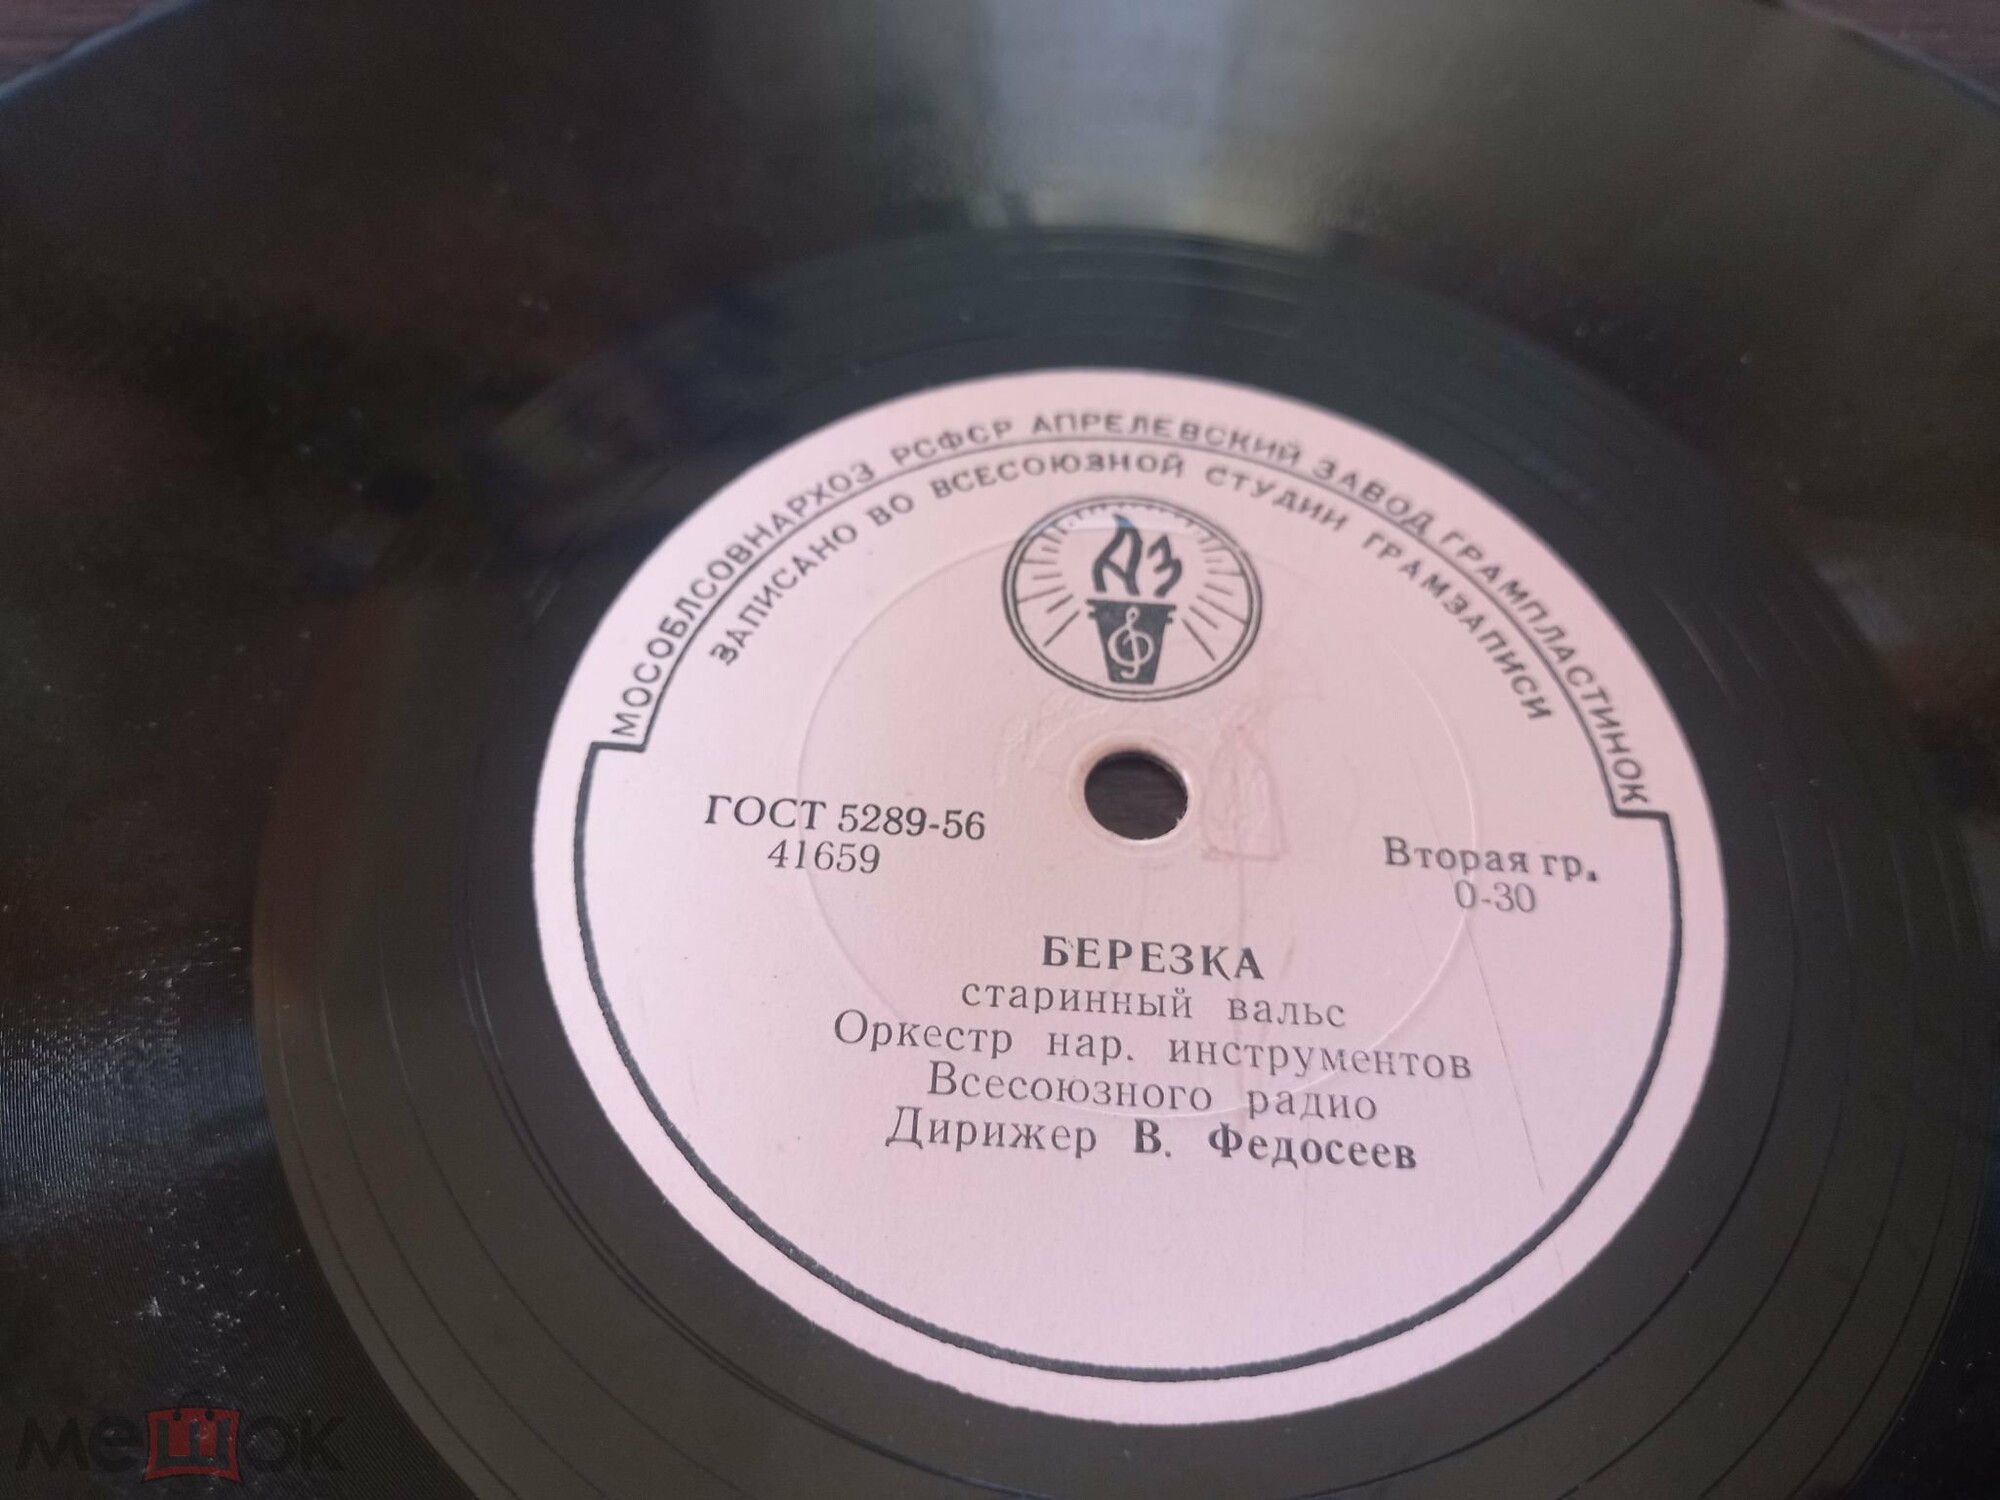 МОСОБЛСОВНАРХОЗ РСФСР АПРЕЛЕВСКИЙ ЗАВОД ГРАМПЛАСТИНОК
ЗАПИСАНО ВО ВСЕСОЮЗНОЙ СТУДИИ ГРАМЗАПИСИ
АЗ
ГОСТ 5289-56
41659
Вторая гр.
0-30
БЕРЕЗКА
старинный вальс
Оркестр нар. инструментов
Всесоюзного радио
Дирижер В. Федосеев
мешок